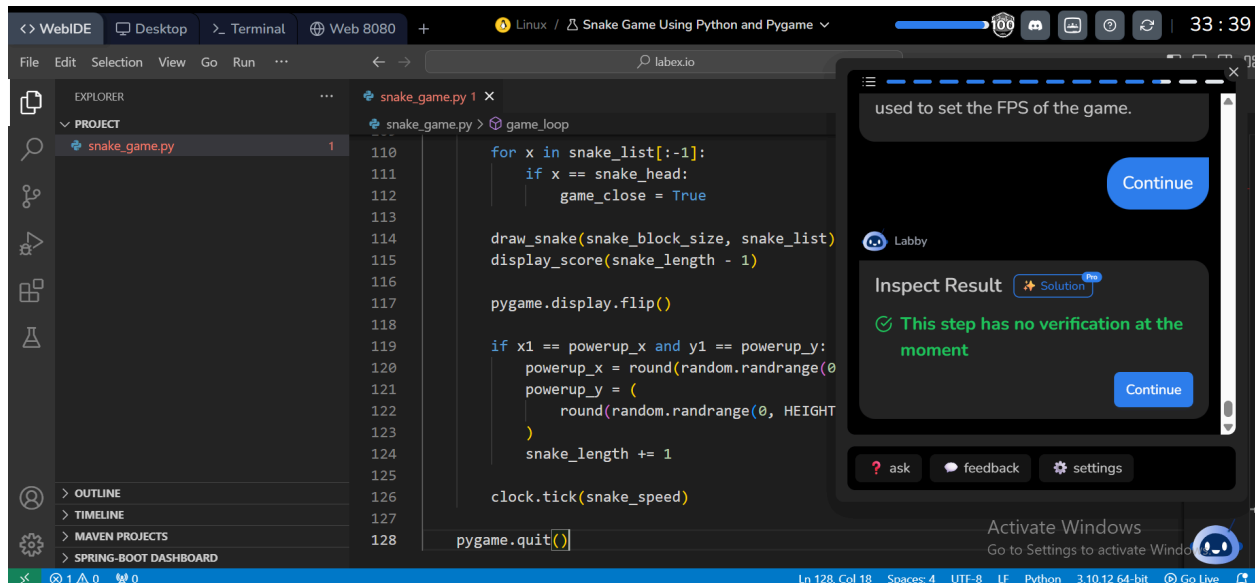 <> WebIDE Desktop >_ Terminal Web 8080 + Linux / Snake Game Using Python and Pygame 100 33 : 39
File Edit Selection View Go Run ··· ← → labex.io
EXPLORER ···
PROJECT
snake_game.py 1
OUTLINE
TIMELINE
MAVEN PROJECTS
SPRING-BOOT DASHBOARD
snake_game.py 1 ×
snake_game.py > game_loop
110 for x in snake_list[:-1]:
111 if x == snake_head:
112 game_close = True
113
114 draw_snake(snake_block_size, snake_list)
115 display_score(snake_length - 1)
116
117 pygame.display.flip()
118
119 if x1 == powerup_x and y1 == powerup_y:
120 powerup_x = round(random.randrange(0
121 powerup_y = (
122 round(random.randrange(0, HEIGHT
123 )
124 snake_length += 1
125
126 clock.tick(snake_speed)
127
128 pygame.quit()
used to set the FPS of the game.
Continue
Labby
Inspect Result Solution Pro
This step has no verification at the
moment
Continue
? ask feedback settings
Activate Windows
Go to Settings to activate Windo
1 0 0 Ln 128, Col 18 Spaces: 4 UTF-8 LF Python 3.10.12 64-bit Go Live